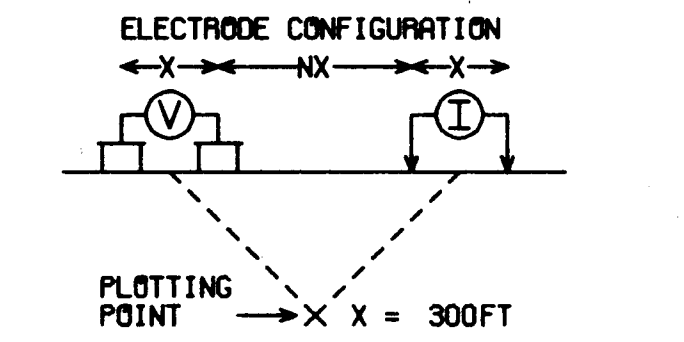 ELECTRODE CONFIGURATION
X NX X
V I
PLOTTING
POINT X X = 300FT